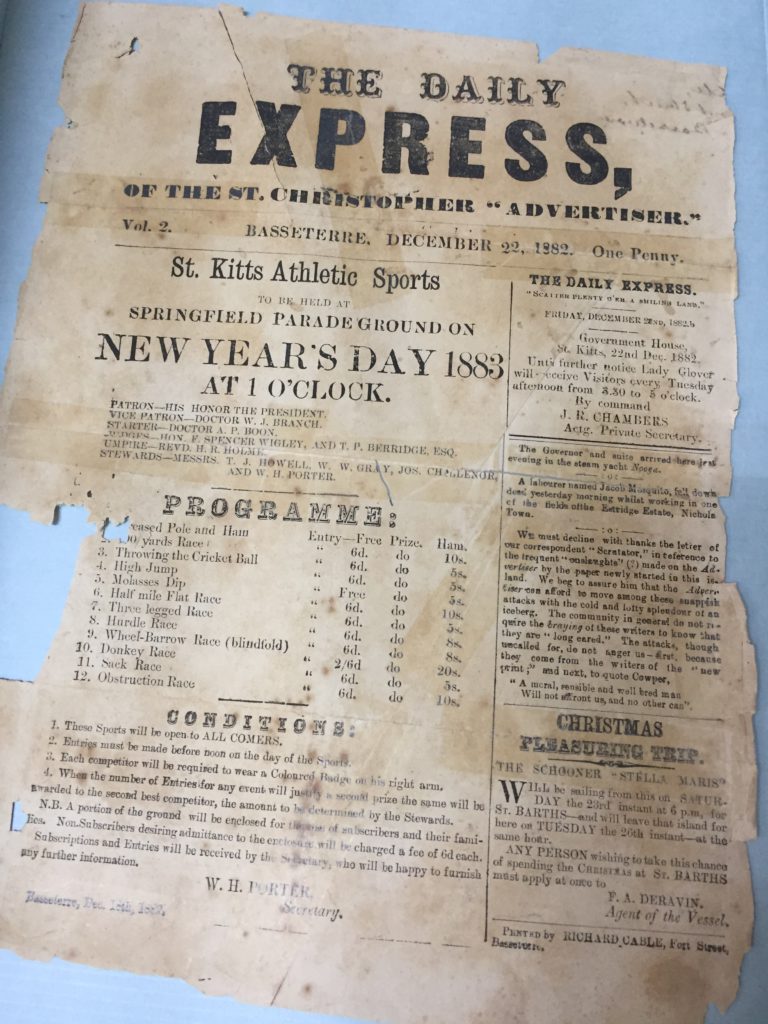 THE DAILY
EXPRESS,
OF THE ST. CHRISTOPHER "ADVERTISER."
Vol. 2. BASSETERRE, DECEMBER 22, 1882. One Penny.
St. Kitts Athletic Sports
TO BE HELD AT
SPRINGFIELD PARADE GROUND ON
NEW YEAR'S DAY 1883
AT 1 O'CLOCK.
PATRON—HIS HONOR THE PRESIDENT.
VICE PATRON—DOCTOR W. J. BRANCH.
STARTER—DOCTOR A. P. BOON.
JUDGES—HON. F. SPENCER WIGLEY, AND T. P. BERRIDGE, ESQ.
UMPIRE—REVD. H. R. HOLME.
STEWARDS—MESSRS. T. J. HOWELL, W. W. GRAY, JOS. CHALLENOR,
AND W. H. PORTER.
PROGRAMME:
reased Pole and Ham Entry—Free Prize. Ham.
00 yards Race " 6d. do 10s.
3. Throwing the Cricket Ball " 6d. do 5s.
4. High Jump " 6d. do 5s.
5. Molasses Dip " Free do 5s.
6. Half mile Flat Race " 6d. do 10s.
7. Three legged Race " 6d. do 5s.
8. Hurdle Race " 6d. do 8s.
9. Wheel-Barrow Race (blindfold) " 6d. do 8s.
10. Donkey Race " 2/6d do 20s.
11. Sack Race " 6d. do 5s.
12. Obstruction Race " 6d. do 10s.
CONDITIONS:
1. These Sports will be open to ALL COMERS.
2. Entries must be made before noon on the day of the Sports.
3. Each competitor will be required to wear a Coloured Badge on his right arm.
4. When the number of Entries for any event will justify a second prize the same will be
awarded to the second best competitor, the amount to be determined by the Stewards.
N.B. A portion of the ground will be enclosed for the use of subscribers and their fami-
lies. Non-Subscribers desiring admittance to the enclosure will be charged a fee of 6d each.
Subscriptions and Entries will be received by the Secretary, who will be happy to furnish
any further information.
W. H. PORTER,
Secretary.
Basseterre, Dec. 18th, 1882.
THE DAILY EXPRESS.
"SCATTER PLENTY O'ER A SMILING LAND."
FRIDAY, DECEMBER 22ND, 1882.
Government House,
St. Kitts, 22nd Dec. 1882.
Until further notice Lady Glover
will receive Visitors every Tuesday
afternoon from 3.30 to 5 o'clock.
By command
J. R. CHAMBERS
Actg. Private Secretary.
The Governor and suite arrived here last
evening in the steam yacht Nooga.
:o:
A labourer named Jacob Mosquito, fell down
dead yesterday morning whilst working in one
of the fields of the Estridge Estate, Nichola
Town.
:o:
We must decline with thanks the letter of
our correspondent "Scrutator," in reference to
the frequent "onslaughts" (?) made on the Ad-
vertiser by the paper newly started in this is-
land. We beg to assure him that the Adver-
tiser can afford to move among these snappish
attacks with the cold and lofty splendour of an
iceberg. The community in general do not re-
quire the braying of these writers to know that
they are "long eared." The attacks, though
uncalled for, do not anger us—first, because
they come from the writers of the "new
print;" and next, to quote Cowper,
"A moral, sensible and well bred man
Will not affront us, and no other can".
CHRISTMAS
PLEASURING TRIP.
THE SCHOONER "STELLA MARIS"
WILL be sailing from this on SATUR-
DAY the 23rd instant at 6 p.m. for
ST. BARTHS—and will leave that island for
here on TUESDAY the 26th instant—at the
same hour.
ANY PERSON wishing to take this chance
of spending the CHRISTMAS at ST. BARTHS
must apply at once to
F. A. DERAVIN.
Agent of the Vessel.
PRINTED by RICHARD CABLE, Fort Street,
Basseterre.